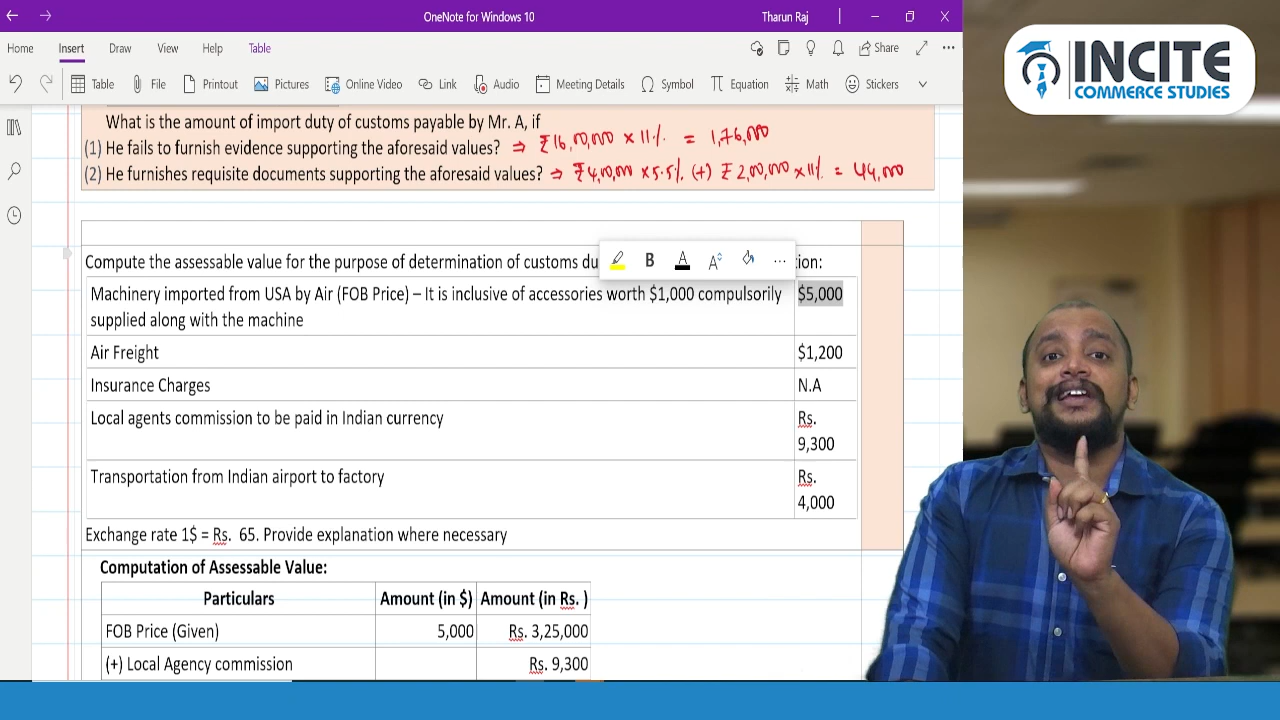 OneNote for Windows 10
Tharun Raj
Home Insert Draw View Help Table
Share
Table File Printout Pictures Online Video Link Audio Meeting Details Symbol Equation Math Stickers
INCITE
COMMERCE STUDIES
What is the amount of import duty of customs payable by Mr. A, if
(1) He fails to furnish evidence supporting the aforesaid values? ⇒ ₹16,00,000 × 11% = 1,76,000
(2) He furnishes requisite documents supporting the aforesaid values? ⇒ ₹4,00,000 × 5.5% (+) ₹2,00,000 × 11% = 44,000
B A A
Compute the assessable value for the purpose of determination of customs du ion:
Machinery imported from USA by Air (FOB Price) – It is inclusive of accessories worth $1,000 compulsorily $5,000
supplied along with the machine
Air Freight $1,200
Insurance Charges N.A
Local agents commission to be paid in Indian currency Rs.
9,300
Transportation from Indian airport to factory Rs.
4,000
Exchange rate 1$ = Rs. 65. Provide explanation where necessary
Computation of Assessable Value:
Particulars Amount (in $) Amount (in Rs. )
FOB Price (Given) 5,000 Rs. 3,25,000
(+) Local Agency commission Rs. 9,300